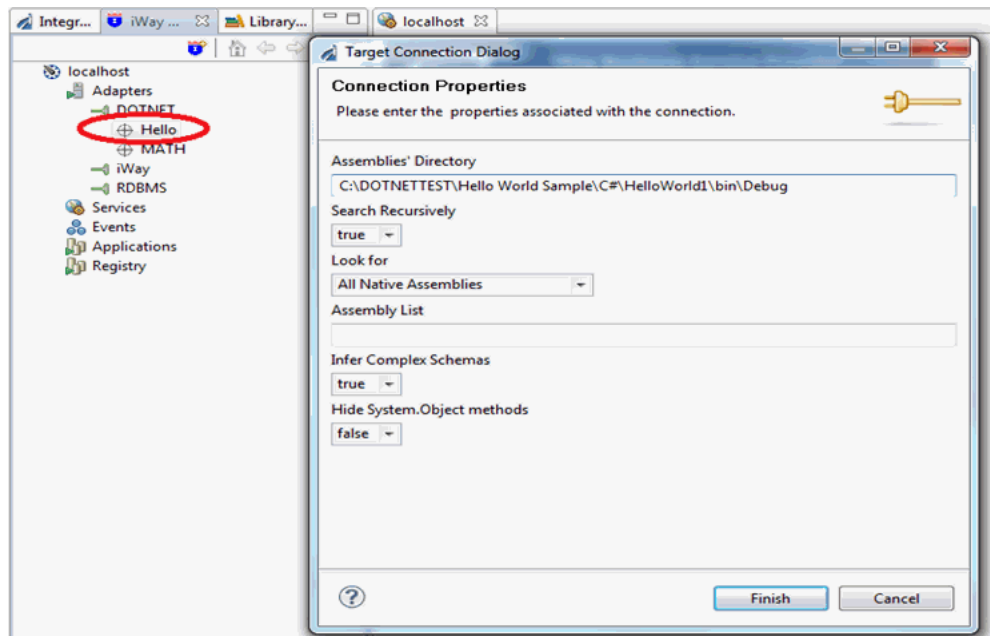 Integr...
iWay ...
Library...
localhost
localhost
Adapters
DOTNET
Hello
MATH
iWay
RDBMS
Services
Events
Applications
Registry
Target Connection Dialog
Connection Properties
Please enter the properties associated with the connection.
Assemblies' Directory
C:\DOTNETTEST\Hello World Sample\C#\HelloWorld1\bin\Debug
Search Recursively
true
Look for
All Native Assemblies
Assembly List
Infer Complex Schemas
true
Hide System.Object methods
false
?
Finish
Cancel